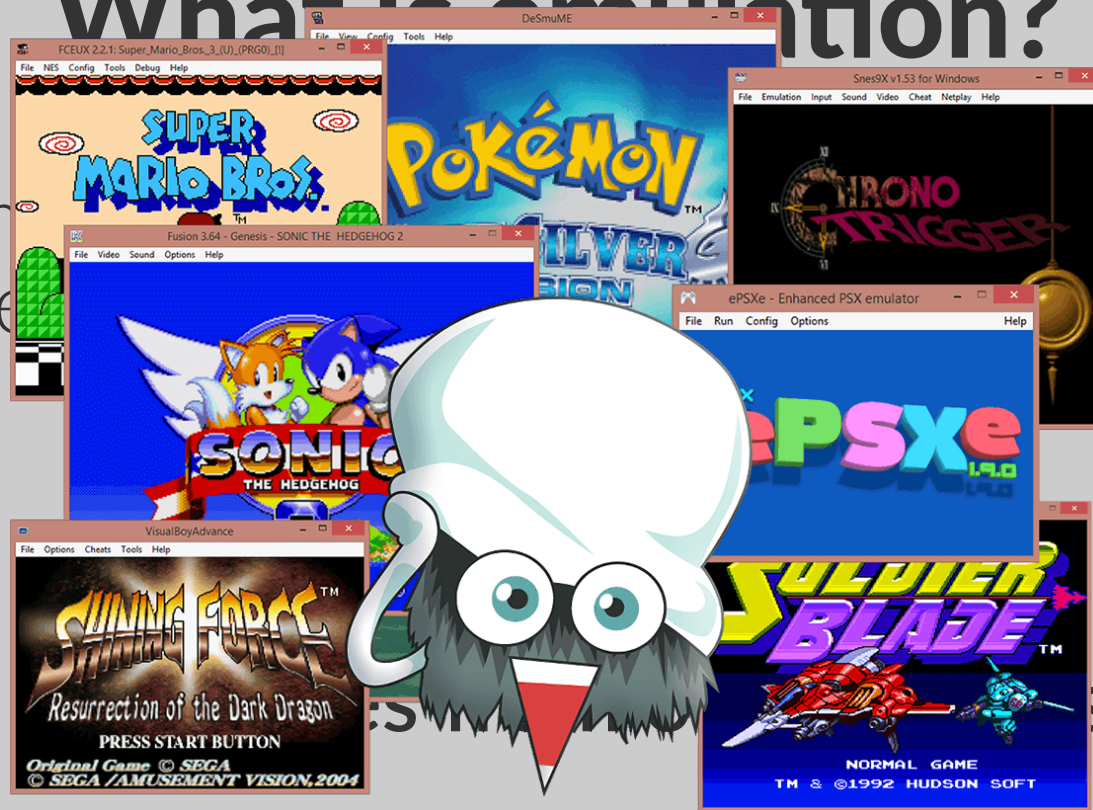 What is emulation?
DeSmuME
File View Config Tools Help
POKéMON
TM
SILVER
FCEUX 2.2.1: Super_Mario_Bros._3_(U)_(PRG0)_[!]
File NES Config Tools Debug Help
SUPER
MARIO BROS.
TM
Snes9X v1.53 for Windows
File Emulation Input Sound Video Cheat Netplay Help
CHRONO
TRIGGER
Fusion 3.64 - Genesis - SONIC THE HEDGEHOG 2
File Video Sound Options Help
SONIC
THE HEDGEHOG
ePSXe - Enhanced PSX emulator
File Run Config Options Help
ePSXe
1.9.0
VisualBoyAdvance
File Options Cheats Tools Help
SHINING FORCE TM
Resurrection of the Dark Dragon
PRESS START BUTTON
Original Game © SEGA
© SEGA /AMUSEMENT VISION,2004
SOLDIER
BLADE TM
NORMAL GAME
TM & ©1992 HUDSON SOFT